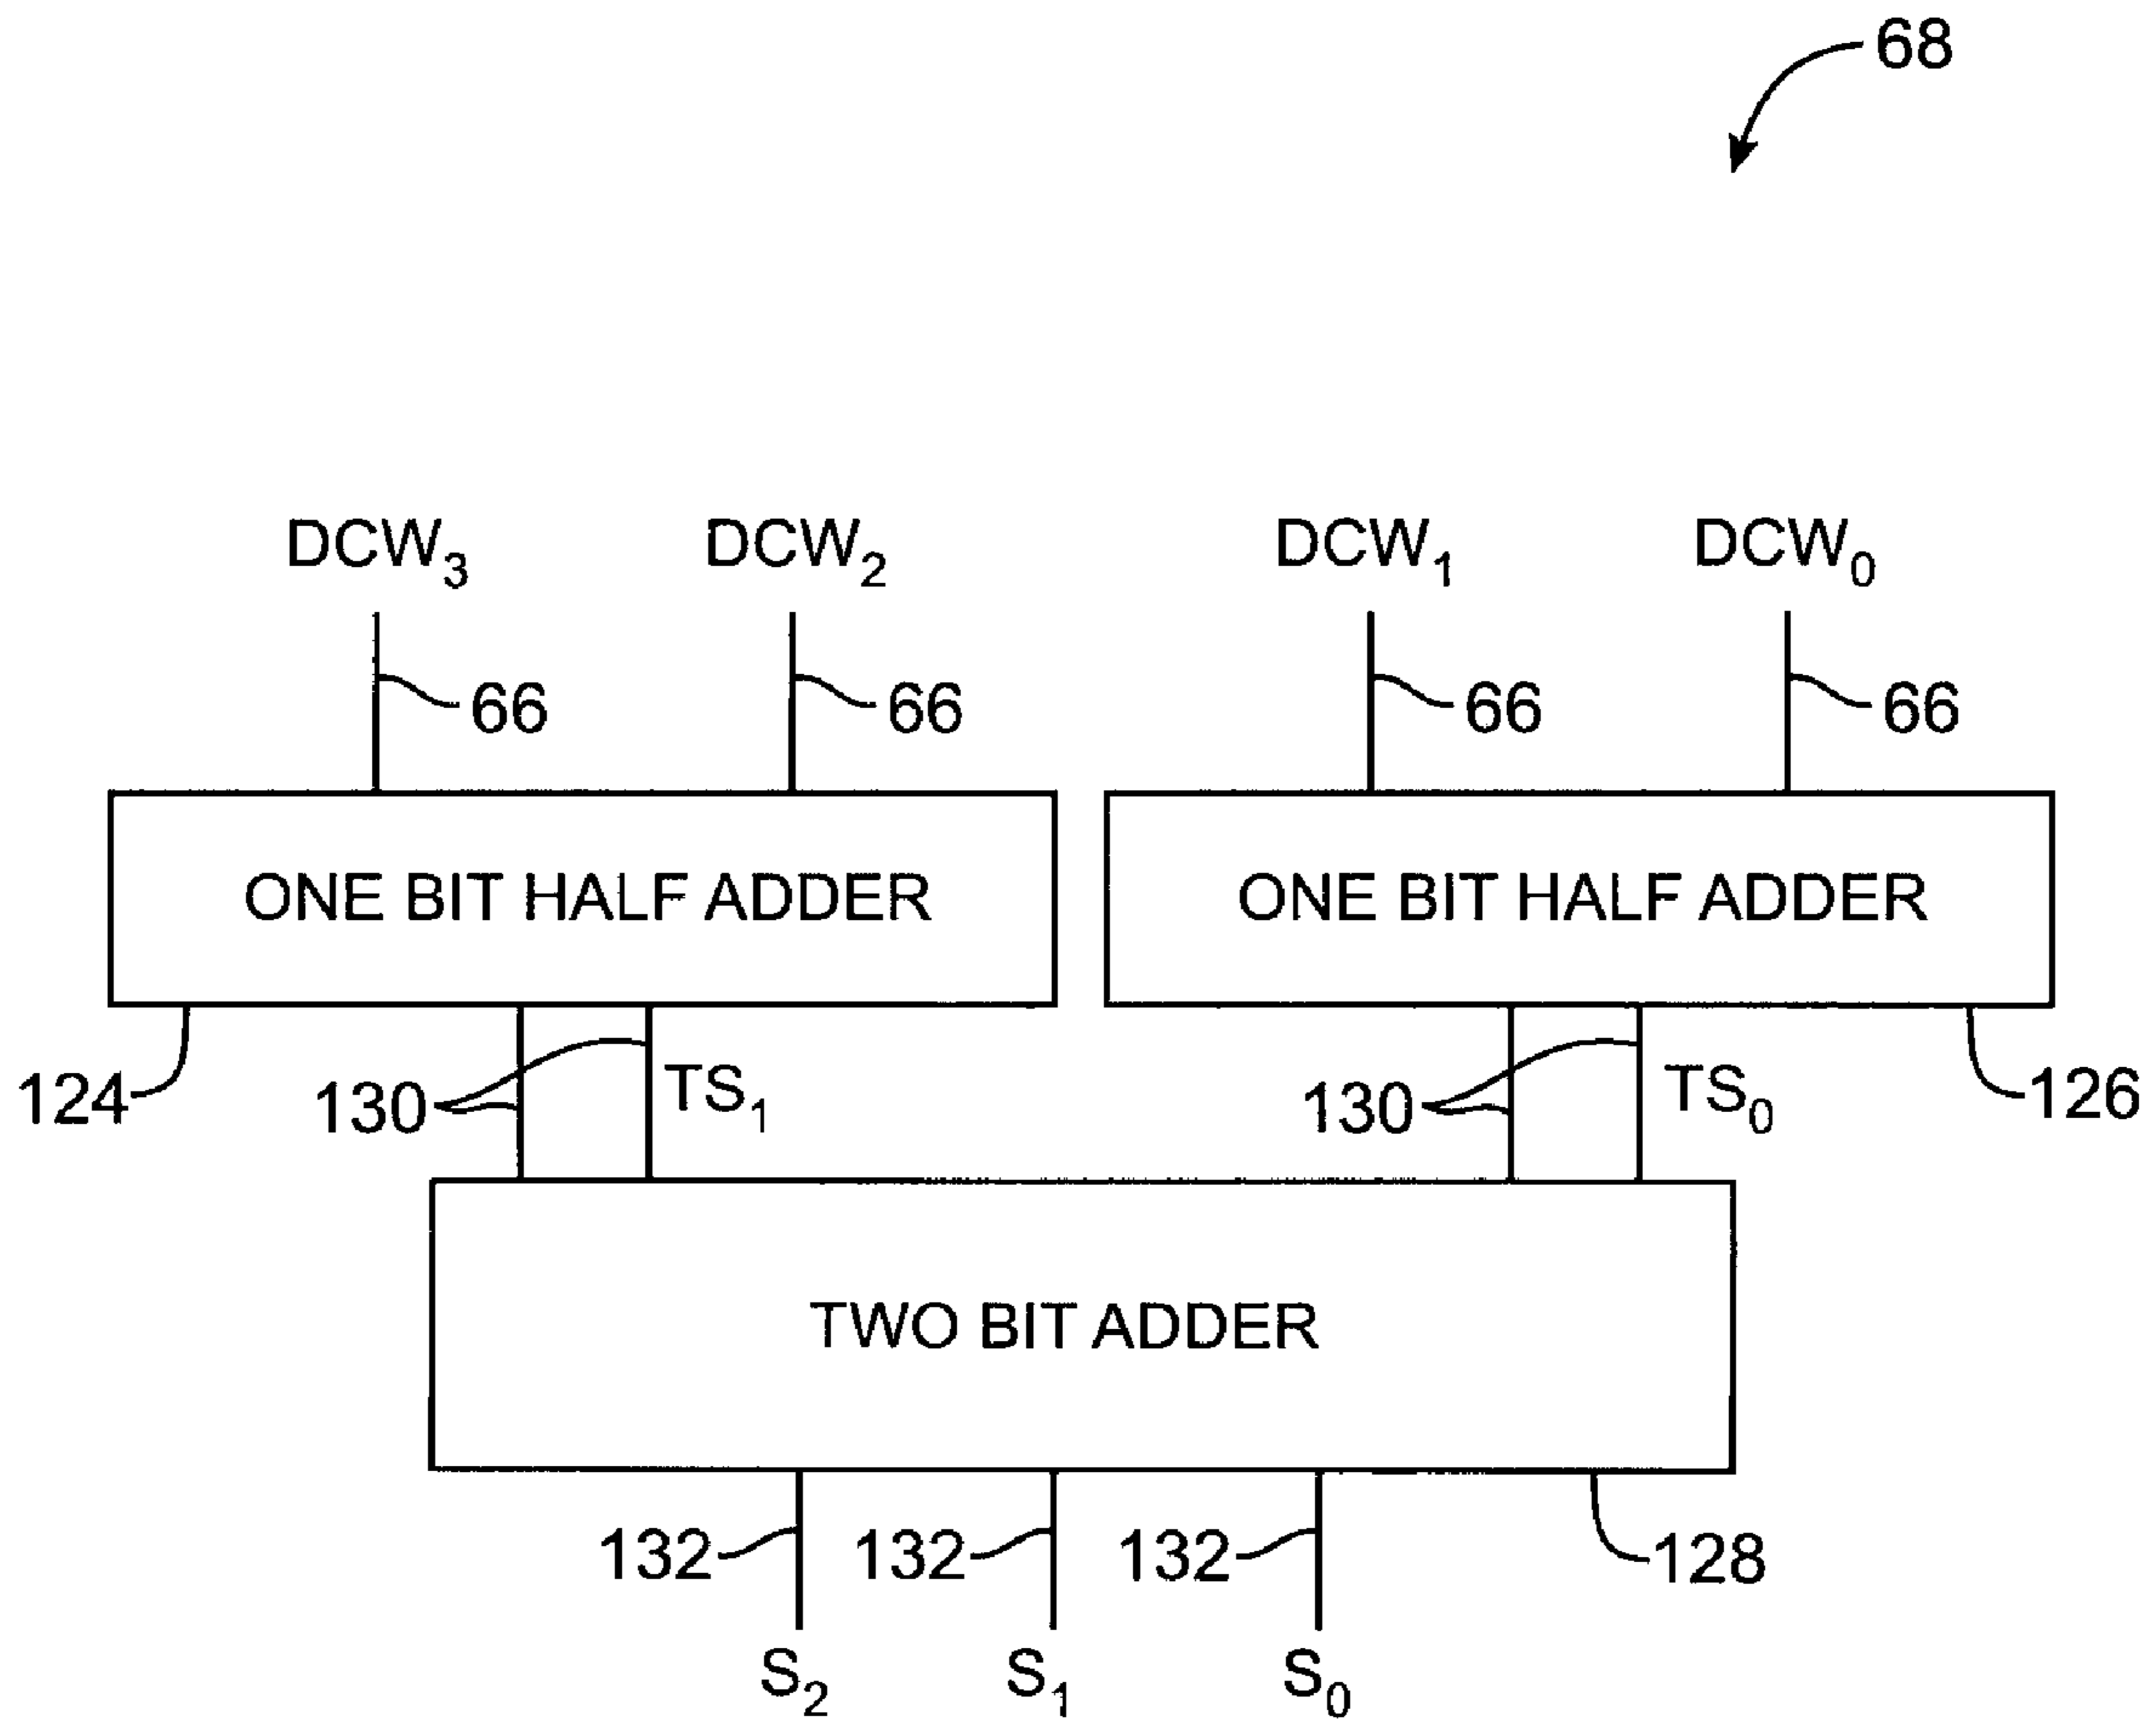 68
DCW₃ DCW₂ DCW₁ DCW₀
66 66 66 66
ONE BIT HALF ADDER ONE BIT HALF ADDER
124 130 TS₁ 130 TS₀ 126
TWO BIT ADDER
132 132 132 128
S₂ S₁ S₀